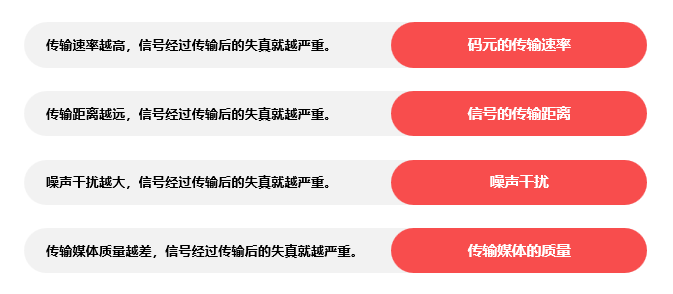 传输速率越高，信号经过传输后的失真就越严重。
码元的传输速率
传输距离越远，信号经过传输后的失真就越严重。
信号的传输距离
噪声干扰越大，信号经过传输后的失真就越严重。
噪声干扰
传输媒体质量越差，信号经过传输后的失真就越严重。
传输媒体的质量